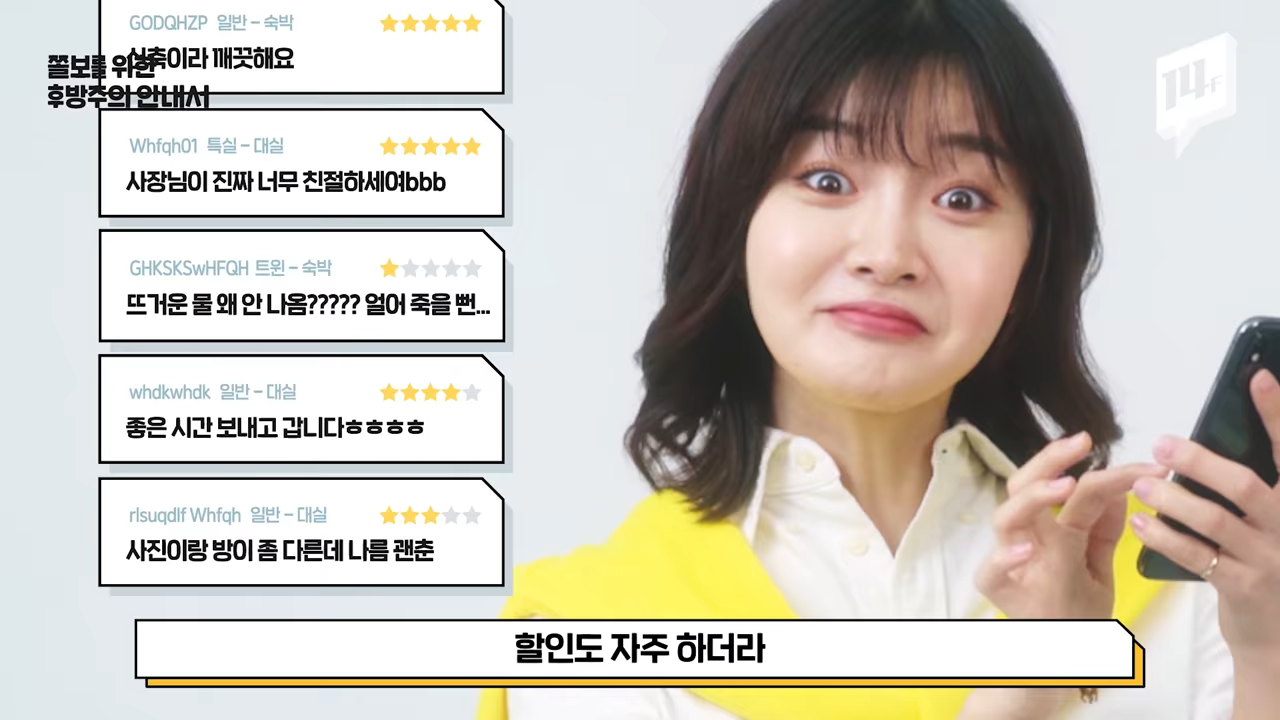 쫄보를 위한
후방주의 안내서
GODQHZP 일반 – 숙박
신축이라 깨끗해요
Whfqh01 특실 – 대실
사장님이 진짜 너무 친절하세여bbb
GHKSKSwHFQH 트윈 – 숙박
뜨거운 물 왜 안 나옴????? 얼어 죽을 뻔...
whdkwhdk 일반 – 대실
좋은 시간 보내고 갑니다ㅎㅎㅎㅎ
rlsuqdlf Whfqh 일반 – 대실
사진이랑 방이 좀 다른데 나름 괜춘
할인도 자주 하더라
14F